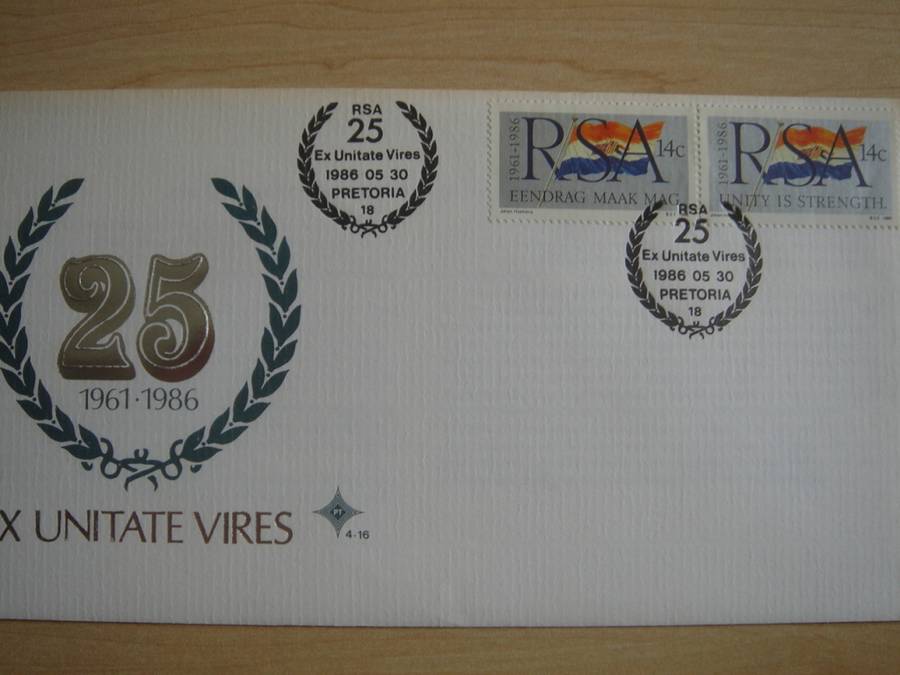 RSA
25
Ex Unitate Vires
1986 05 30
PRETORIA
18
1961-1986
RSA
14c
EENDRAG MAAK MAG
1961-1986
RSA
14c
UNITY IS STRENGTH.
RSA
25
Ex Unitate Vires
1986 05 30
PRETORIA
18
25
1961·1986
X UNITATE VIRES
4·16